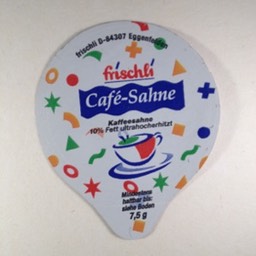 frischli D-84307 Eggenfelden
frischli
Café-Sahne
Kaffeesahne
10% Fett ultrahocherhitzt
Mindestens
haltbar bis:
siehe Boden
7,5 g